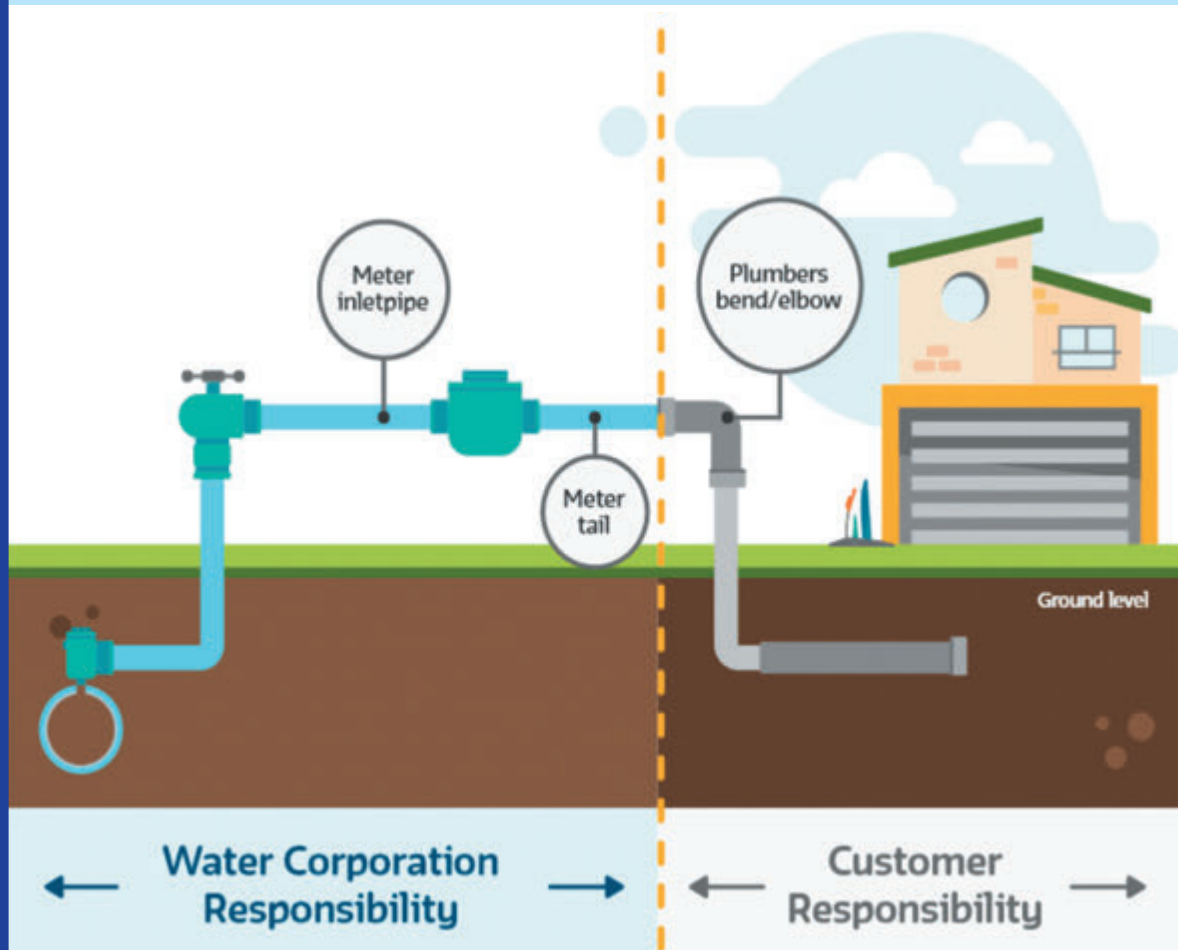 Meter
inletpipe
Plumbers
bend/elbow
Meter
tail
Ground level
Water Corporation
Responsibility
Customer
Responsibility